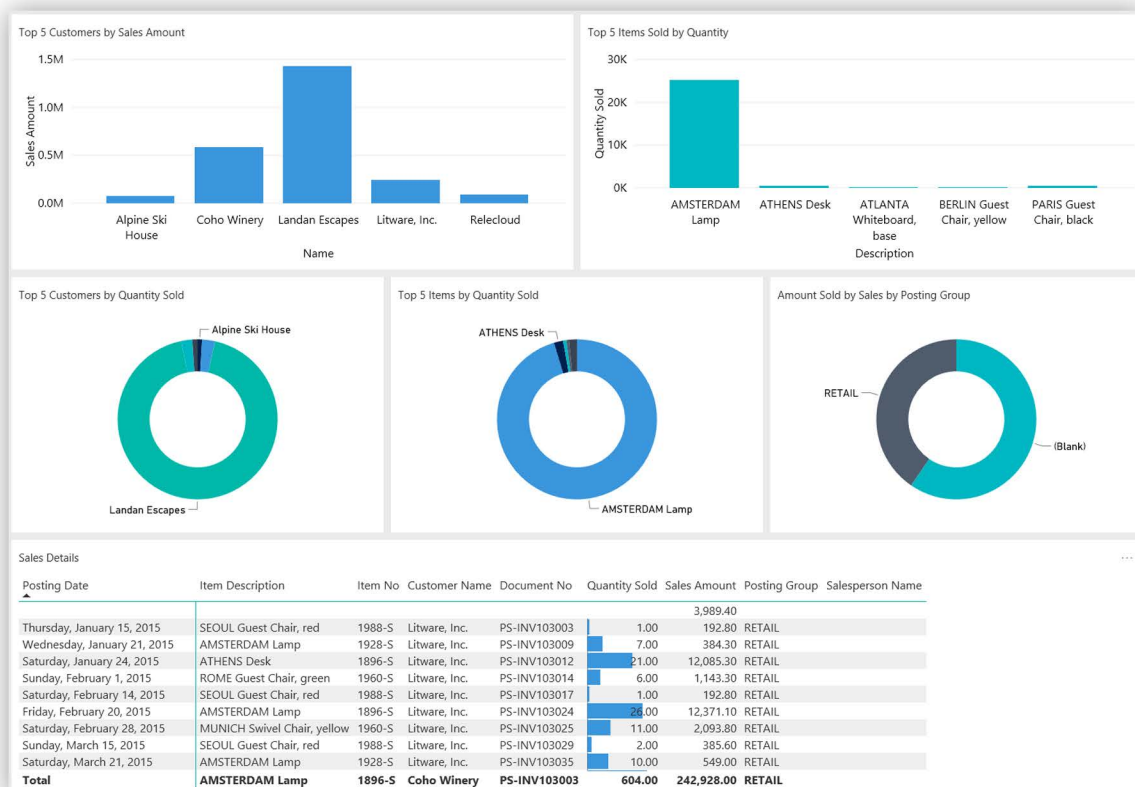 Top 5 Customers by Sales Amount
1.5M
1.0M
0.5M
0.0M
Sales Amount
Alpine Ski House
Coho Winery
Landan Escapes
Litware, Inc.
Relecloud
Name
Top 5 Items Sold by Quantity
30K
20K
10K
0K
Quantity Sold
AMSTERDAM Lamp
ATHENS Desk
ATLANTA Whiteboard, base
BERLIN Guest Chair, yellow
PARIS Guest Chair, black
Description
Top 5 Customers by Quantity Sold
Alpine Ski House
Landan Escapes
Top 5 Items by Quantity Sold
ATHENS Desk
AMSTERDAM Lamp
Amount Sold by Sales by Posting Group
RETAIL
(Blank)
Sales Details
Posting Date Item Description Item No Customer Name Document No Quantity Sold Sales Amount Posting Group Salesperson Name
3,989.40
Thursday, January 15, 2015 SEOUL Guest Chair, red 1988-S Litware, Inc. PS-INV103003 1.00 192.80 RETAIL
Wednesday, January 21, 2015 AMSTERDAM Lamp 1928-S Litware, Inc. PS-INV103009 7.00 384.30 RETAIL
Saturday, January 24, 2015 ATHENS Desk 1896-S Litware, Inc. PS-INV103012 21.00 12,085.30 RETAIL
Sunday, February 1, 2015 ROME Guest Chair, green 1960-S Litware, Inc. PS-INV103014 6.00 1,143.30 RETAIL
Saturday, February 14, 2015 SEOUL Guest Chair, red 1988-S Litware, Inc. PS-INV103017 1.00 192.80 RETAIL
Friday, February 20, 2015 AMSTERDAM Lamp 1896-S Litware, Inc. PS-INV103024 26.00 12,371.10 RETAIL
Saturday, February 28, 2015 MUNICH Swivel Chair, yellow 1960-S Litware, Inc. PS-INV103025 11.00 2,093.80 RETAIL
Sunday, March 15, 2015 SEOUL Guest Chair, red 1988-S Litware, Inc. PS-INV103029 2.00 385.60 RETAIL
Saturday, March 21, 2015 AMSTERDAM Lamp 1928-S Litware, Inc. PS-INV103035 10.00 549.00 RETAIL
Total AMSTERDAM Lamp 1896-S Coho Winery PS-INV103003 604.00 242,928.00 RETAIL